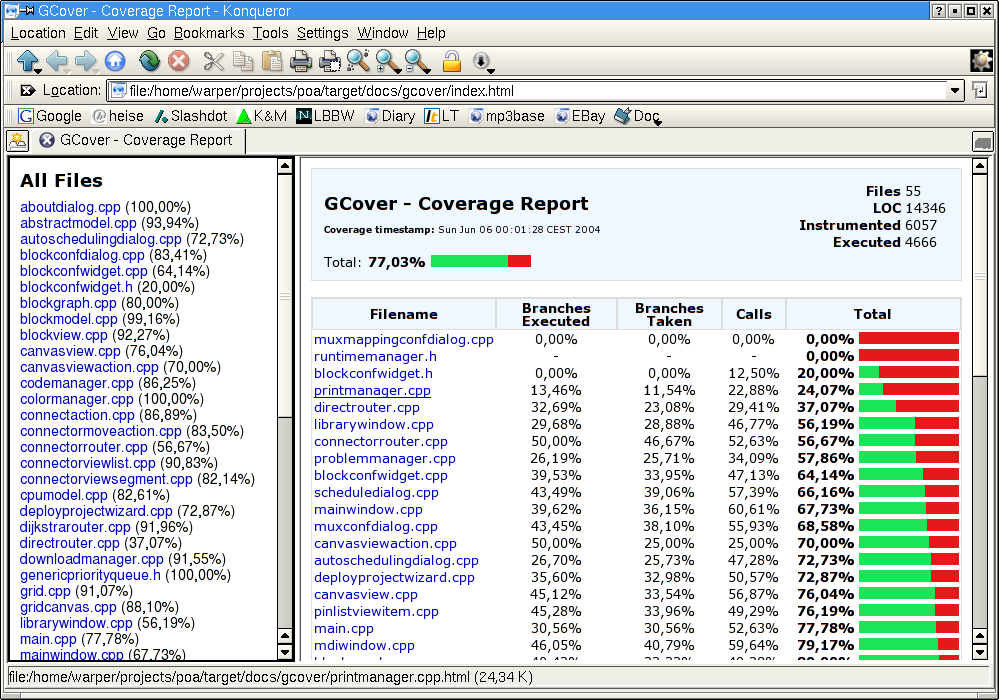 GCover - Coverage Report - Konqueror
Location Edit View Go Bookmarks Tools Settings Window Help
Location: file:/home/warper/projects/poa/target/docs/gcover/index.html
Google heise Slashdot K&M LBBW Diary LT mp3base EBay Doc
GCover - Coverage Report
All Files
aboutdialog.cpp (100,00%)
abstractmodel.cpp (93,94%)
autoschedulingdialog.cpp (72,73%)
blockconfdialog.cpp (83,41%)
blockconfwidget.cpp (64,14%)
blockconfwidget.h (20,00%)
blockgraph.cpp (80,00%)
blockmodel.cpp (99,16%)
blockview.cpp (92,27%)
canvasview.cpp (76,04%)
canvasviewaction.cpp (70,00%)
codemanager.cpp (86,25%)
colormanager.cpp (100,00%)
connectaction.cpp (86,89%)
connectormoveaction.cpp (83,50%)
connectorrouter.cpp (56,67%)
connectorviewlist.cpp (90,83%)
connectorviewsegment.cpp (82,14%)
cpumodel.cpp (82,61%)
deployprojectwizard.cpp (72,87%)
dijkstrarouter.cpp (91,96%)
directrouter.cpp (37,07%)
downloadmanager.cpp (91,55%)
genericpriorityqueue.h (100,00%)
grid.cpp (91,07%)
gridcanvas.cpp (88,10%)
librarywindow.cpp (56,19%)
main.cpp (77,78%)
mainwindow.cpp (67,73%)
GCover - Coverage Report
Coverage timestamp: Sun Jun 06 00:01:28 CEST 2004
Total: 77,03%
Files 55
LOC 14346
Instrumented 6057
Executed 4666
Filename Branches Executed Branches Taken Calls Total
muxmappingconfdialog.cpp 0,00% 0,00% 0,00% 0,00%
runtimemanager.h - - - 0,00%
blockconfwidget.h 0,00% 0,00% 12,50% 20,00%
printmanager.cpp 13,46% 11,54% 22,88% 24,07%
directrouter.cpp 32,69% 23,08% 29,41% 37,07%
librarywindow.cpp 29,68% 28,88% 46,77% 56,19%
connectorrouter.cpp 50,00% 46,67% 52,63% 56,67%
problemmanager.cpp 26,19% 25,71% 34,09% 57,86%
blockconfwidget.cpp 39,53% 33,95% 47,13% 64,14%
scheduledialog.cpp 43,49% 39,06% 57,39% 66,16%
mainwindow.cpp 39,62% 36,15% 60,61% 67,73%
muxconfdialog.cpp 43,45% 38,10% 55,93% 68,58%
canvasviewaction.cpp 50,00% 25,00% 25,00% 70,00%
autoschedulingdialog.cpp 26,70% 25,73% 47,28% 72,73%
deployprojectwizard.cpp 35,60% 32,98% 50,57% 72,87%
canvasview.cpp 45,12% 33,54% 56,87% 76,04%
pinlistviewitem.cpp 45,28% 33,96% 49,29% 76,19%
main.cpp 30,56% 30,56% 52,63% 77,78%
mdiwindow.cpp 46,05% 40,79% 59,64% 79,17%
file:/home/warper/projects/poa/target/docs/gcover/printmanager.cpp.html (24,34 K)